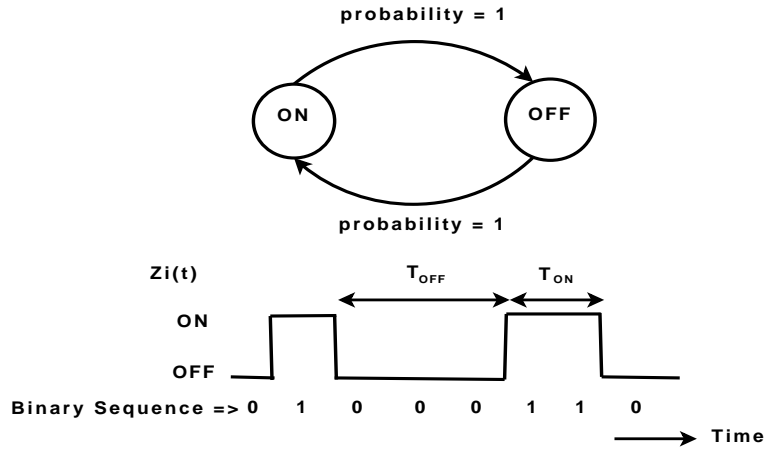 probability = 1
ON
OFF
probability = 1
Zi(t)
TOFF
TON
ON
OFF
Binary Sequence => 0 1 0 0 0 1 1 0
Time